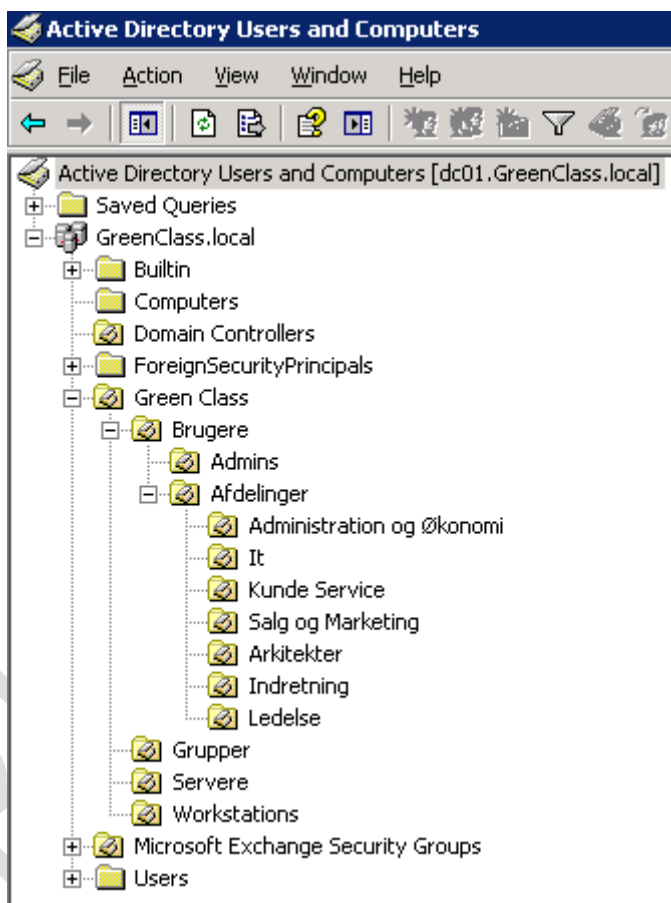 Active Directory Users and Computers
File Action View Window Help
Active Directory Users and Computers [dc01.GreenClass.local]
Saved Queries
GreenClass.local
Builtin
Computers
Domain Controllers
ForeignSecurityPrincipals
Green Class
Brugere
Admins
Afdelinger
Administration og Økonomi
It
Kunde Service
Salg og Marketing
Arkitekter
Indretning
Ledelse
Grupper
Servere
Workstations
Microsoft Exchange Security Groups
Users